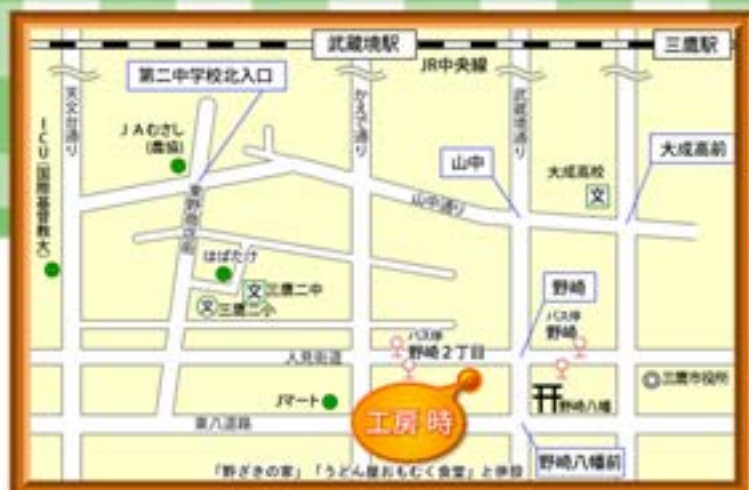 武蔵境駅
三鷹駅
JR中央線
第二中学校北入口
天文台通り
かえで通り
武蔵境通り
JAむさし
(農協)
ICU(国際基督教大)
山中
大成高校
文
大成高前
山中通り
はばたけ
文 三鷹二中
文 三鷹二小
野崎
バス停
野崎
バス停
野崎2丁目
人見街道
三鷹市役所
Jマート
工房 時
野崎八幡
東八道路
野崎八幡前
「野ざきの家」「うどん屋おもむく食堂」と併設